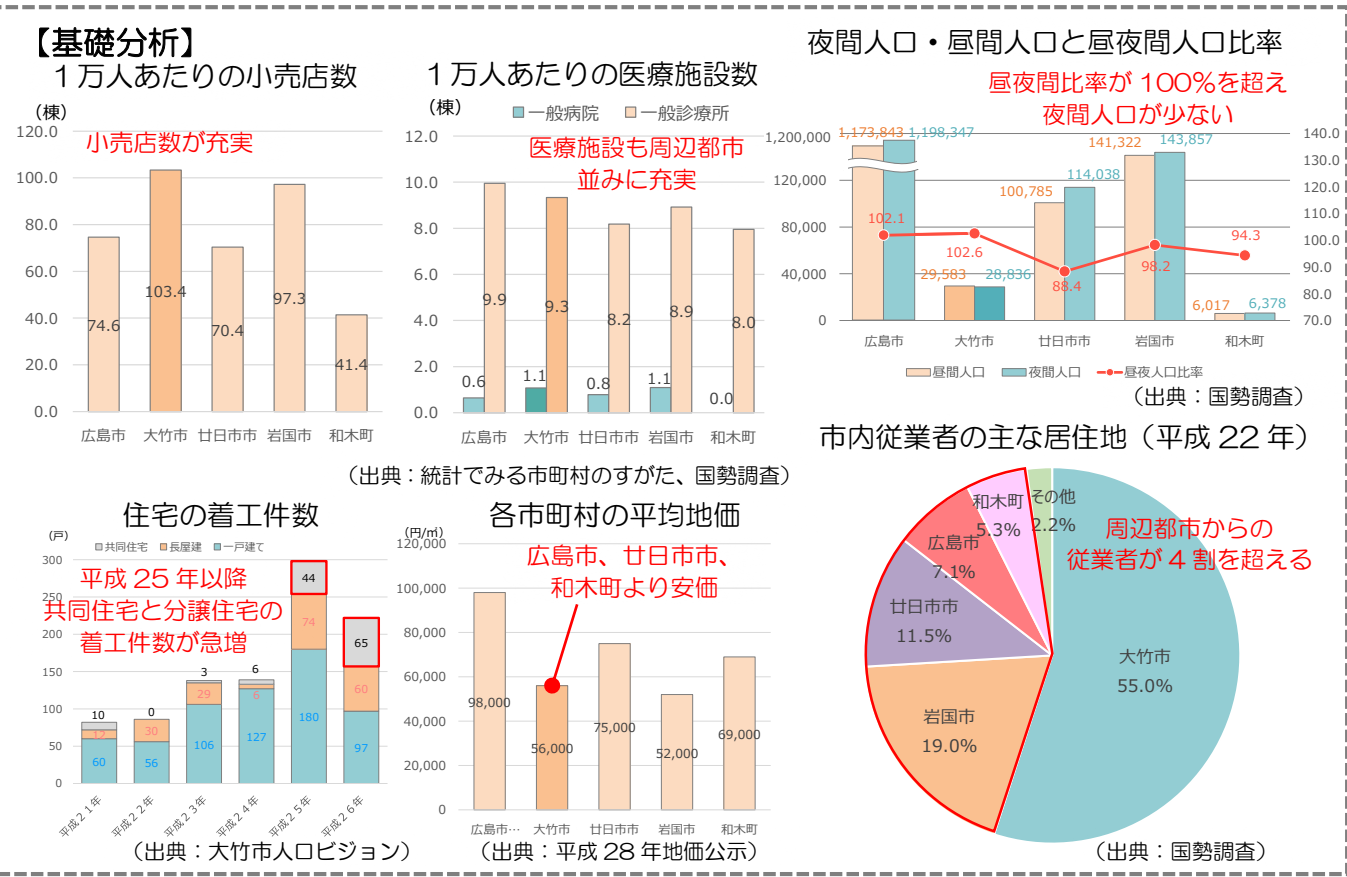 【基礎分析】
１万人あたりの小売店数
(棟)
小売店数が充実
120.0
100.0
80.0
60.0
40.0
20.0
0.0
74.6
103.4
70.4
97.3
41.4
広島市
大竹市
廿日市市
岩国市
和木町
１万人あたりの医療施設数
(棟)
一般病院
一般診療所
医療施設も周辺都市
並みに充実
12.0
10.0
8.0
6.0
4.0
2.0
0.0
0.6
9.9
1.1
9.3
0.8
8.2
1.1
8.9
0.0
8.0
広島市
大竹市
廿日市市
岩国市
和木町
（出典：統計でみる市町村のすがた、国勢調査）
夜間人口・昼間人口と昼夜間人口比率
昼夜間比率が 100％を超え
夜間人口が少ない
1,200,000
120,000
80,000
40,000
0
140.0
130.0
120.0
110.0
100.0
90.0
80.0
70.0
1,173,843
1,198,347
29,583
28,836
100,785
114,038
141,322
143,857
6,017
6,378
102.1
102.6
88.4
98.2
94.3
広島市
大竹市
廿日市市
岩国市
和木町
昼間人口
夜間人口
昼夜人口比率
（出典：国勢調査）
住宅の着工件数
(戸)
共同住宅
長屋建
一戸建て
平成 25 年以降
共同住宅と分譲住宅の
着工件数が急増
300
250
200
150
100
50
0
10
12
60
0
30
56
3
29
106
6
6
127
44
74
180
65
60
97
平成２１年
平成２２年
平成２３年
平成２４年
平成２５年
平成２６年
（出典：大竹市人口ビジョン）
各市町村の平均地価
(円/㎡)
広島市、廿日市市、
和木町より安価
120,000
100,000
80,000
60,000
40,000
20,000
0
98,000
56,000
75,000
52,000
69,000
広島市…
大竹市
廿日市市
岩国市
和木町
（出典：平成 28 年地価公示）
市内従業者の主な居住地（平成 22 年）
周辺都市からの
従業者が 4 割を超える
大竹市
55.0%
岩国市
19.0%
廿日市市
11.5%
広島市
7.1%
和木町
5.3%
その他
2.2%
（出典：国勢調査）